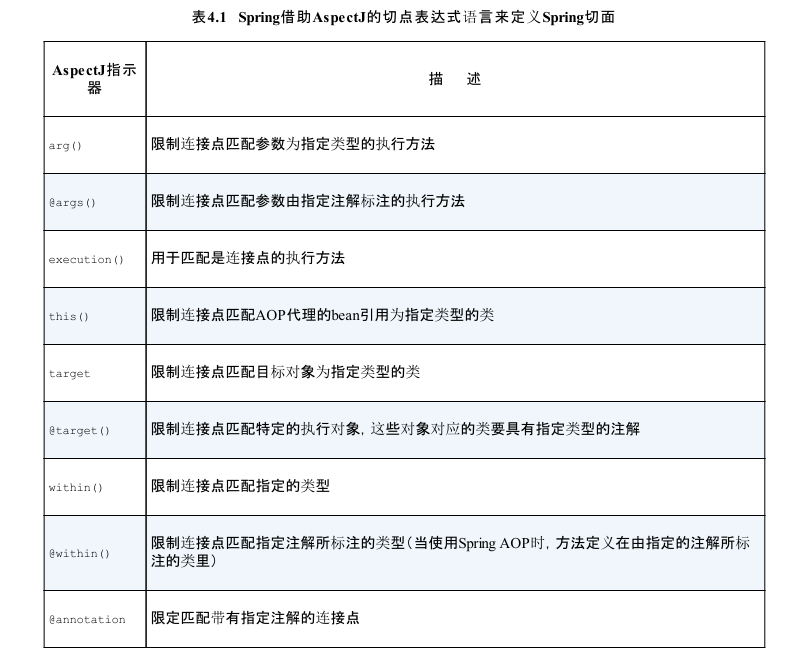 表4.1 Spring借助AspectJ的切点表达式语言来定义Spring切面
AspectJ指示
器
描 述
arg()
限制连接点匹配参数为指定类型的执行方法
@args()
限制连接点匹配参数由指定注解标注的执行方法
execution()
用于匹配是连接点的执行方法
this()
限制连接点匹配AOP代理的bean引用为指定类型的类
target
限制连接点匹配目标对象为指定类型的类
@target()
限制连接点匹配特定的执行对象，这些对象对应的类要具有指定类型的注解
within()
限制连接点匹配指定的类型
@within()
限制连接点匹配指定注解所标注的类型（当使用Spring AOP时，方法定义在由指定的注解所标
注的类里）
@annotation
限定匹配带有指定注解的连接点